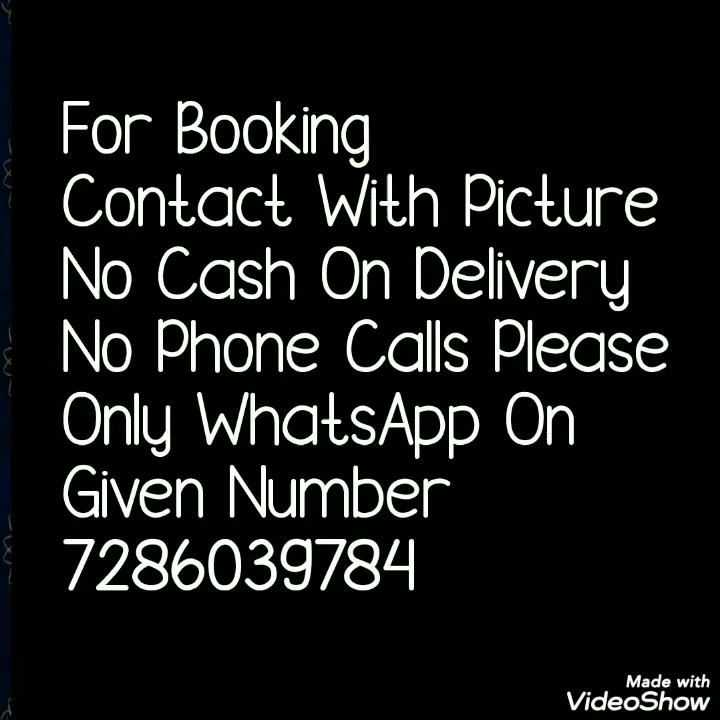 For Booking
Contact With Picture
No Cash On Delivery
No Phone Calls Please
Only WhatsApp On
Given Number
7286039784
Made with
VideoShow